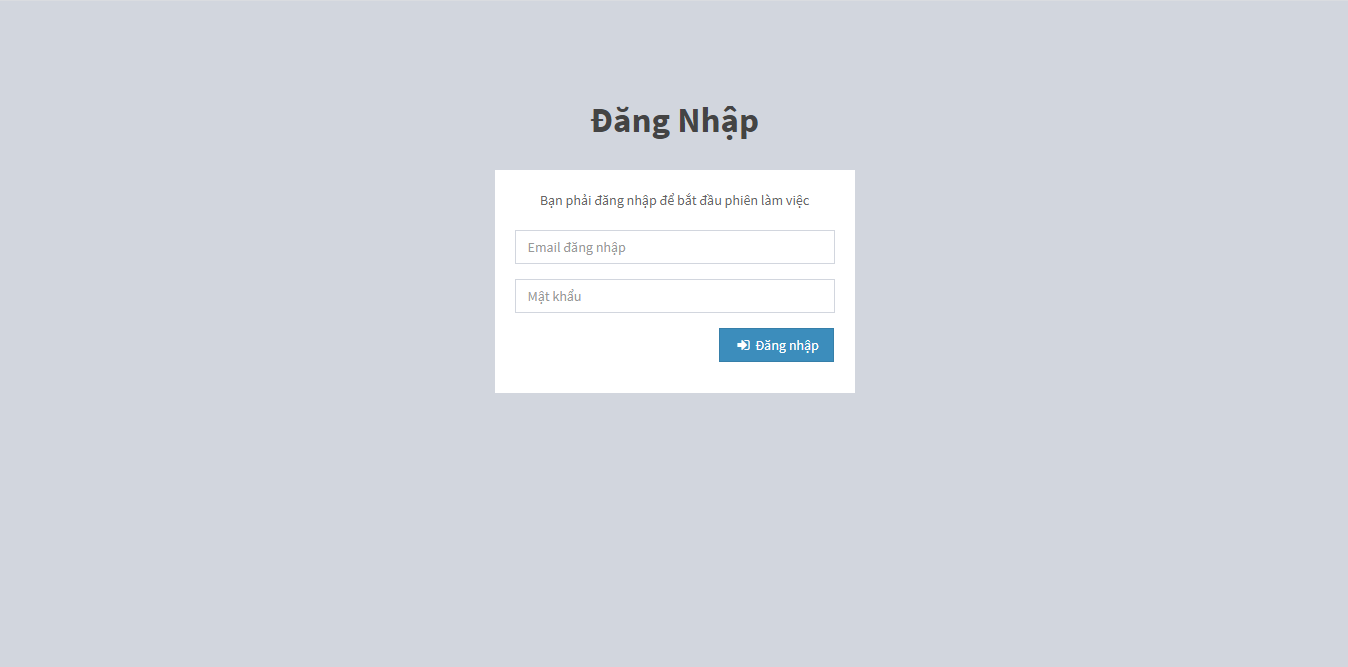 Đăng Nhập
Bạn phải đăng nhập để bắt đầu phiên làm việc
Email đăng nhập
Mật khẩu
Đăng nhập